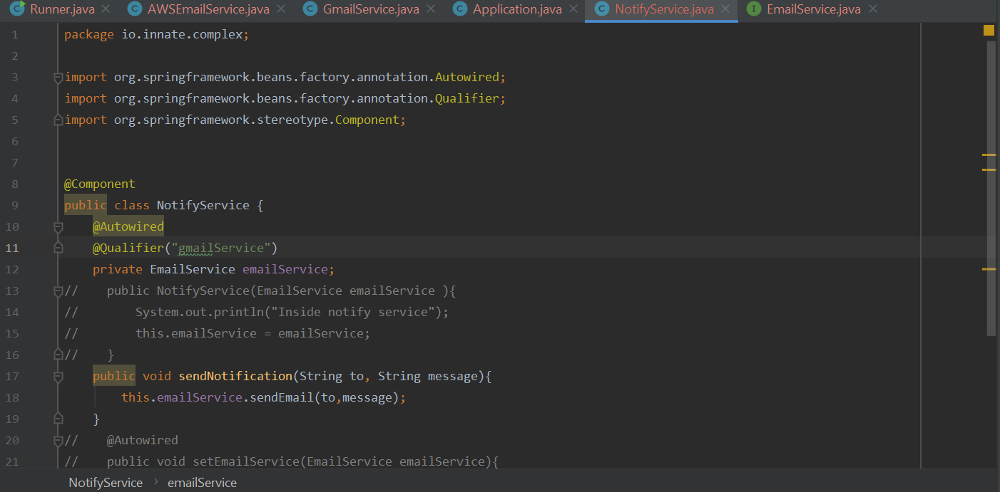 Runner.java AWSEmailService.java GmailService.java Application.java NotifyService.java EmailService.java
1 package io.innate.complex;
2
3 import org.springframework.beans.factory.annotation.Autowired;
4 import org.springframework.beans.factory.annotation.Qualifier;
5 import org.springframework.stereotype.Component;
6
7
8 @Component
9 public class NotifyService {
10 @Autowired
11 @Qualifier("gmailService")
12 private EmailService emailService;
13 // public NotifyService(EmailService emailService ){
14 // System.out.println("Inside notify service");
15 // this.emailService = emailService;
16 // }
17 public void sendNotification(String to, String message){
18 this.emailService.sendEmail(to,message);
19 }
20 // @Autowired
21 // public void setEmailService(EmailService emailService){
NotifyService › emailService